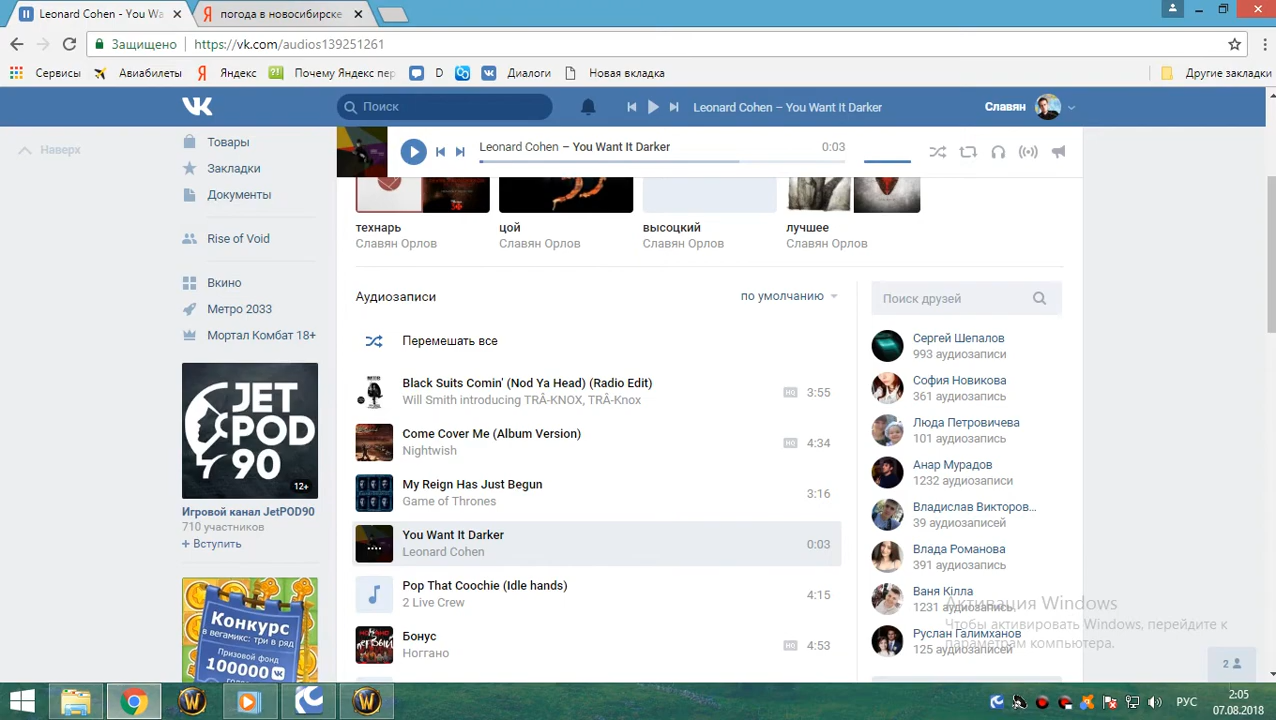 Leonard Cohen - You Wa
погода в новосибирске
Защищено
https://vk.com/audios139251261
Сервисы
Авиабилеты
Яндекс
Почему Яндекс пер
D
Диалоги
Новая вкладка
Другие закладки
Поиск
Leonard Cohen – You Want It Darker
Славян
Наверх
Leonard Cohen – You Want It Darker
0:03
Товары
Закладки
Документы
Rise of Void
Вкино
Метро 2033
Мортал Комбат 18+
JET
POD
90
12+
Игровой канал JetPOD90
710 участников
+ Вступить
Конкурс
в вегамикс: три в ряд
Призовой фонд
100000
технарь
Славян Орлов
цой
Славян Орлов
высоцкий
Славян Орлов
лучшее
Славян Орлов
Аудиозаписи
по умолчанию
Перемешать все
Black Suits Comin' (Nod Ya Head) (Radio Edit)
Will Smith introducing TRÂ-KNOX, TRÂ-Knox
HQ
3:55
Come Cover Me (Album Version)
Nightwish
HQ
4:34
My Reign Has Just Begun
Game of Thrones
3:16
You Want It Darker
Leonard Cohen
0:03
Pop That Coochie (Idle hands)
2 Live Crew
4:15
Бонус
Ноггано
HQ
4:53
Поиск друзей
Сергей Шепалов
993 аудиозаписи
София Новикова
361 аудиозапись
Люда Петровичева
101 аудиозапись
Анар Мурадов
1232 аудиозаписи
Владислав Викторов...
39 аудиозаписей
Влада Романова
391 аудиозапись
Ваня Кілла
1231 аудиозапись
Руслан Галимханов
125 аудиозаписей
Активация Windows
Чтобы активировать Windows, перейдите к
параметрам компьютера.
2
РУС
2:05
07.08.2018